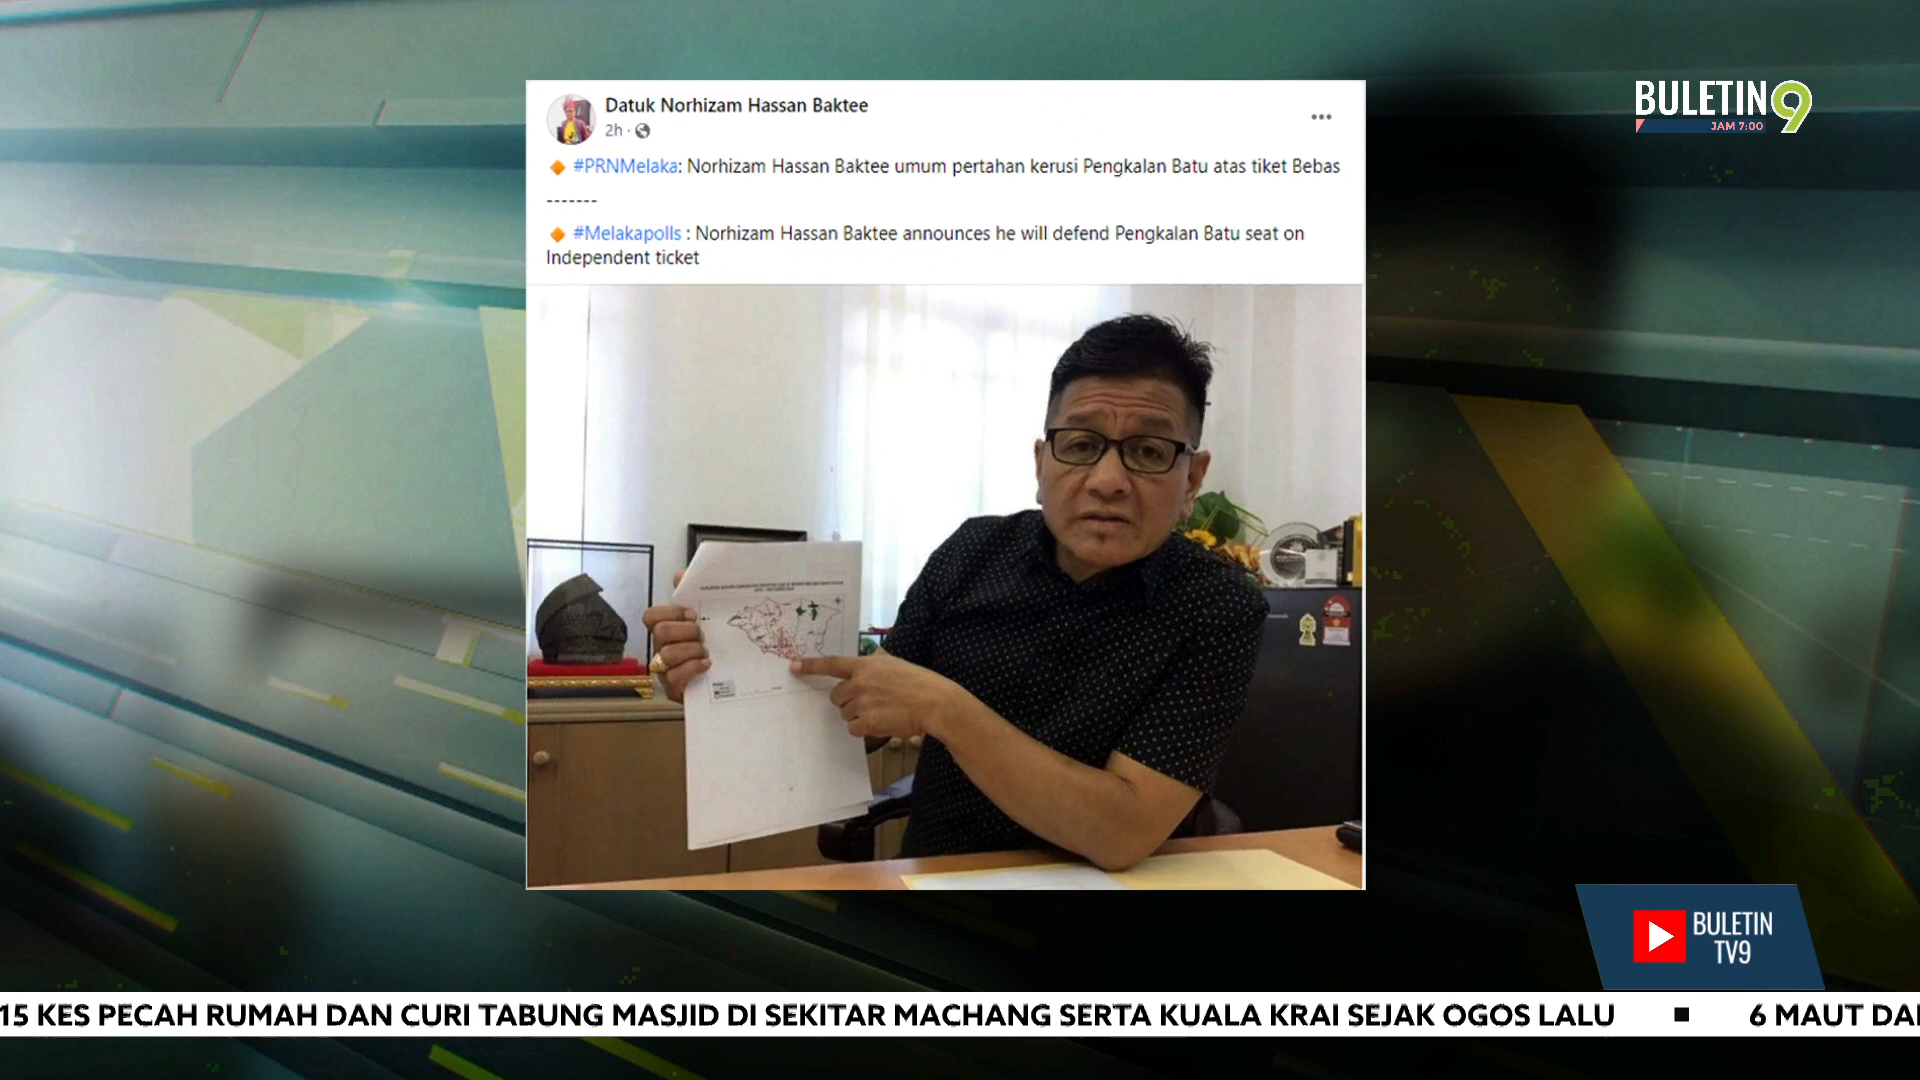 BULETIN 9
JAM 7:00
Datuk Norhizam Hassan Baktee
2h
#PRNMelaka: Norhizam Hassan Baktee umum pertahan kerusi Pengkalan Batu atas tiket Bebas
-------
#Melakapolls : Norhizam Hassan Baktee announces he will defend Pengkalan Batu seat on
Independent ticket
BULETIN
TV9
15 KES PECAH RUMAH DAN CURI TABUNG MASJID DI SEKITAR MACHANG SERTA KUALA KRAI SEJAK OGOS LALU ■ 6 MAUT DA